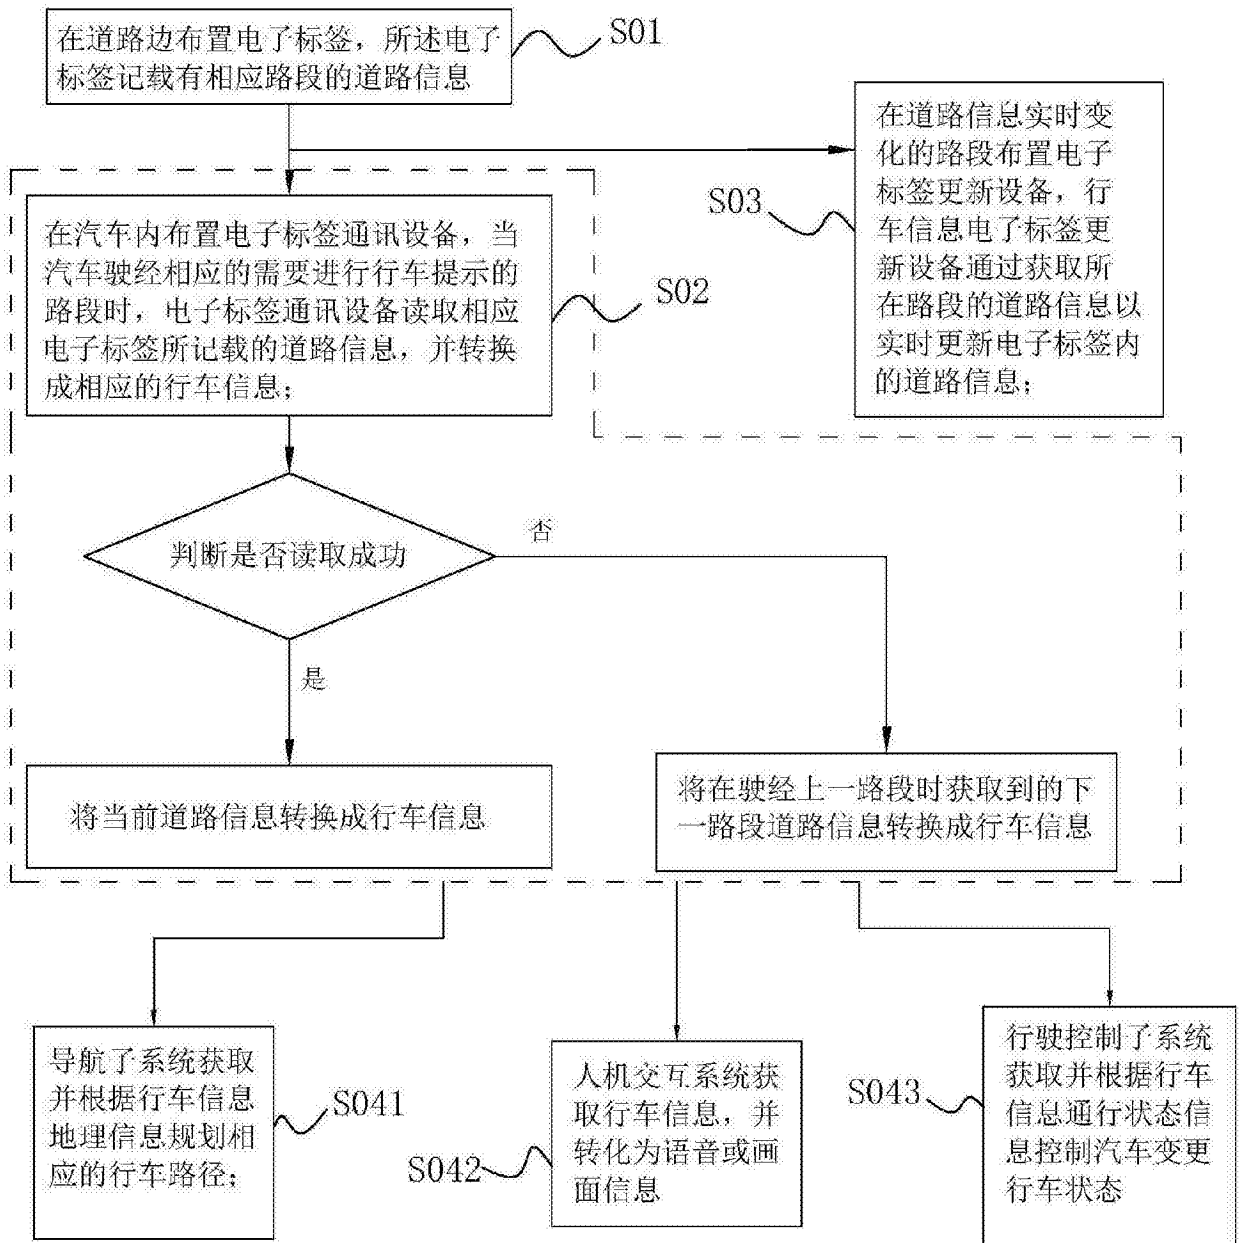 在道路边布置电了标签，所述电了
标签记载有相应路段的道路信息
S01
在道路信息实时变
化的路段布置电子
标签更新设备，行
车信息电了标签更
新设备通过获取所
在路段的道路信息以
实时更新电子标签内
的道路信息；
S03
在汽车内布置电子标签通讯设备，当
汽车驶经相应的需要进行行车提示的
路段时，电子标签通讯设备读取相应
电子标签所记载的道路信息，并转换
成相应的行车信息；
S02
判断是否读取成功
否
是
将当前道路信息转换成行车信息
将在驶经上一路段时获取到的下
一路段道路信息转换成行车信息
导航了系统获取
并根据行车信息
地理信息规划相
应的行车路径；
S041
人机交互系统获
取行车信息，并
转化为语音或画
面信息
S042
行驶控制了系统
获取并根据行车
信息通行状态信
息控制汽车变更
行车状态
S043